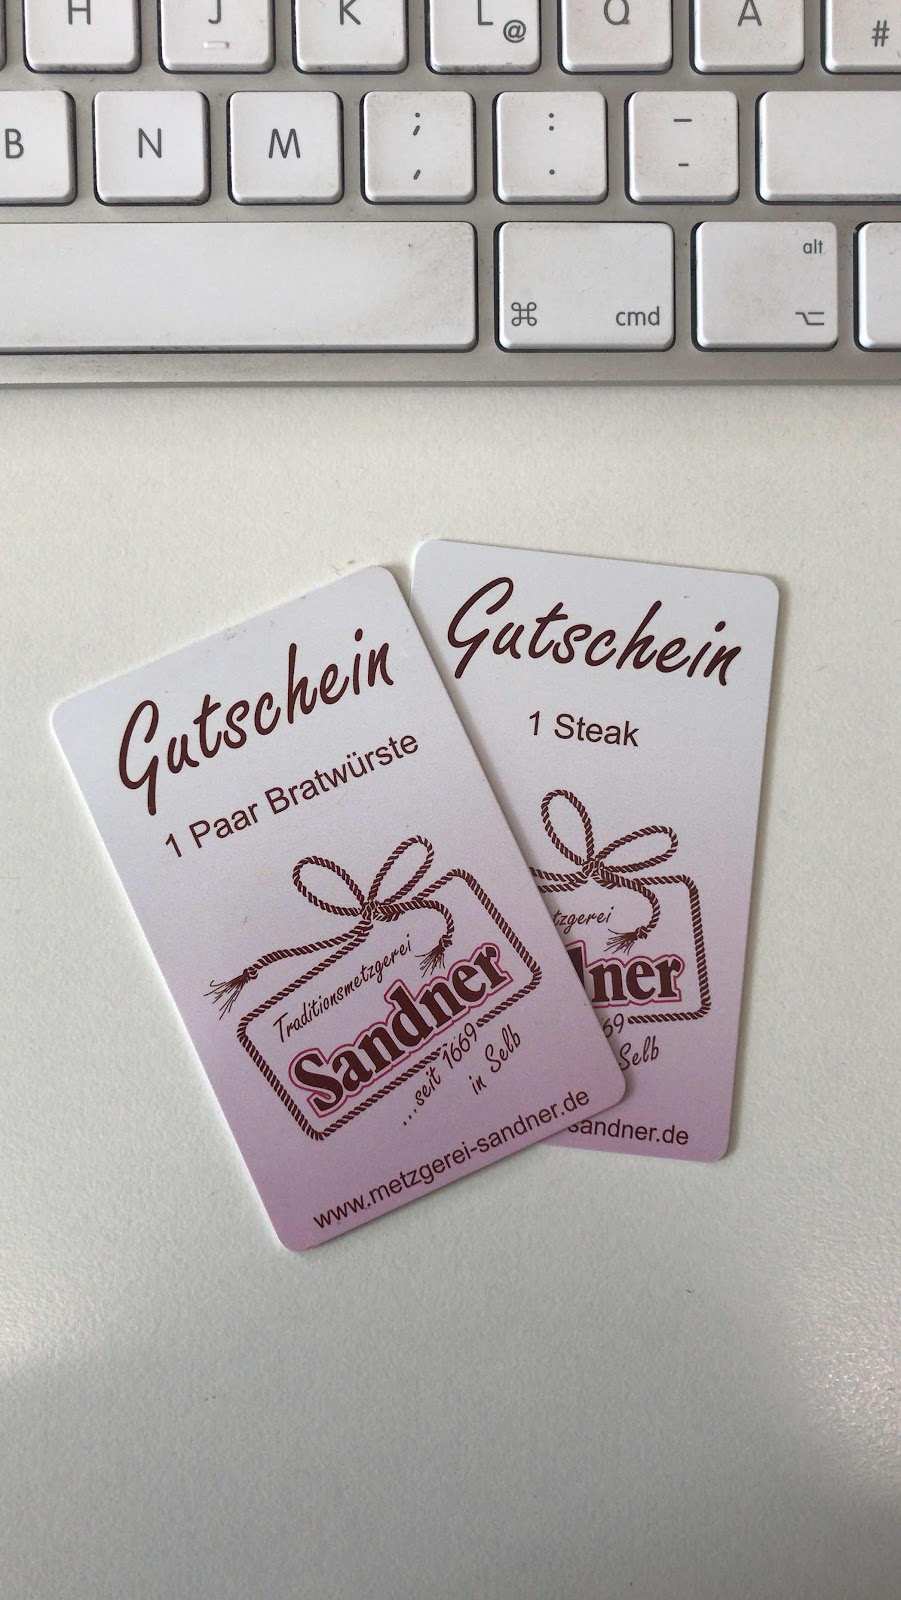 H J K L @ Q A #
B N M ; , : . _ -
alt
⌘ cmd ⌥
Gutschein
1 Paar Bratwürste
Traditionsmetzgerei
Sandner
...seit 1669
in Selb
www.metzgerei-sandner.de
Gutschein
1 Steak
tzgerei
dner
69
Selb
sandner.de